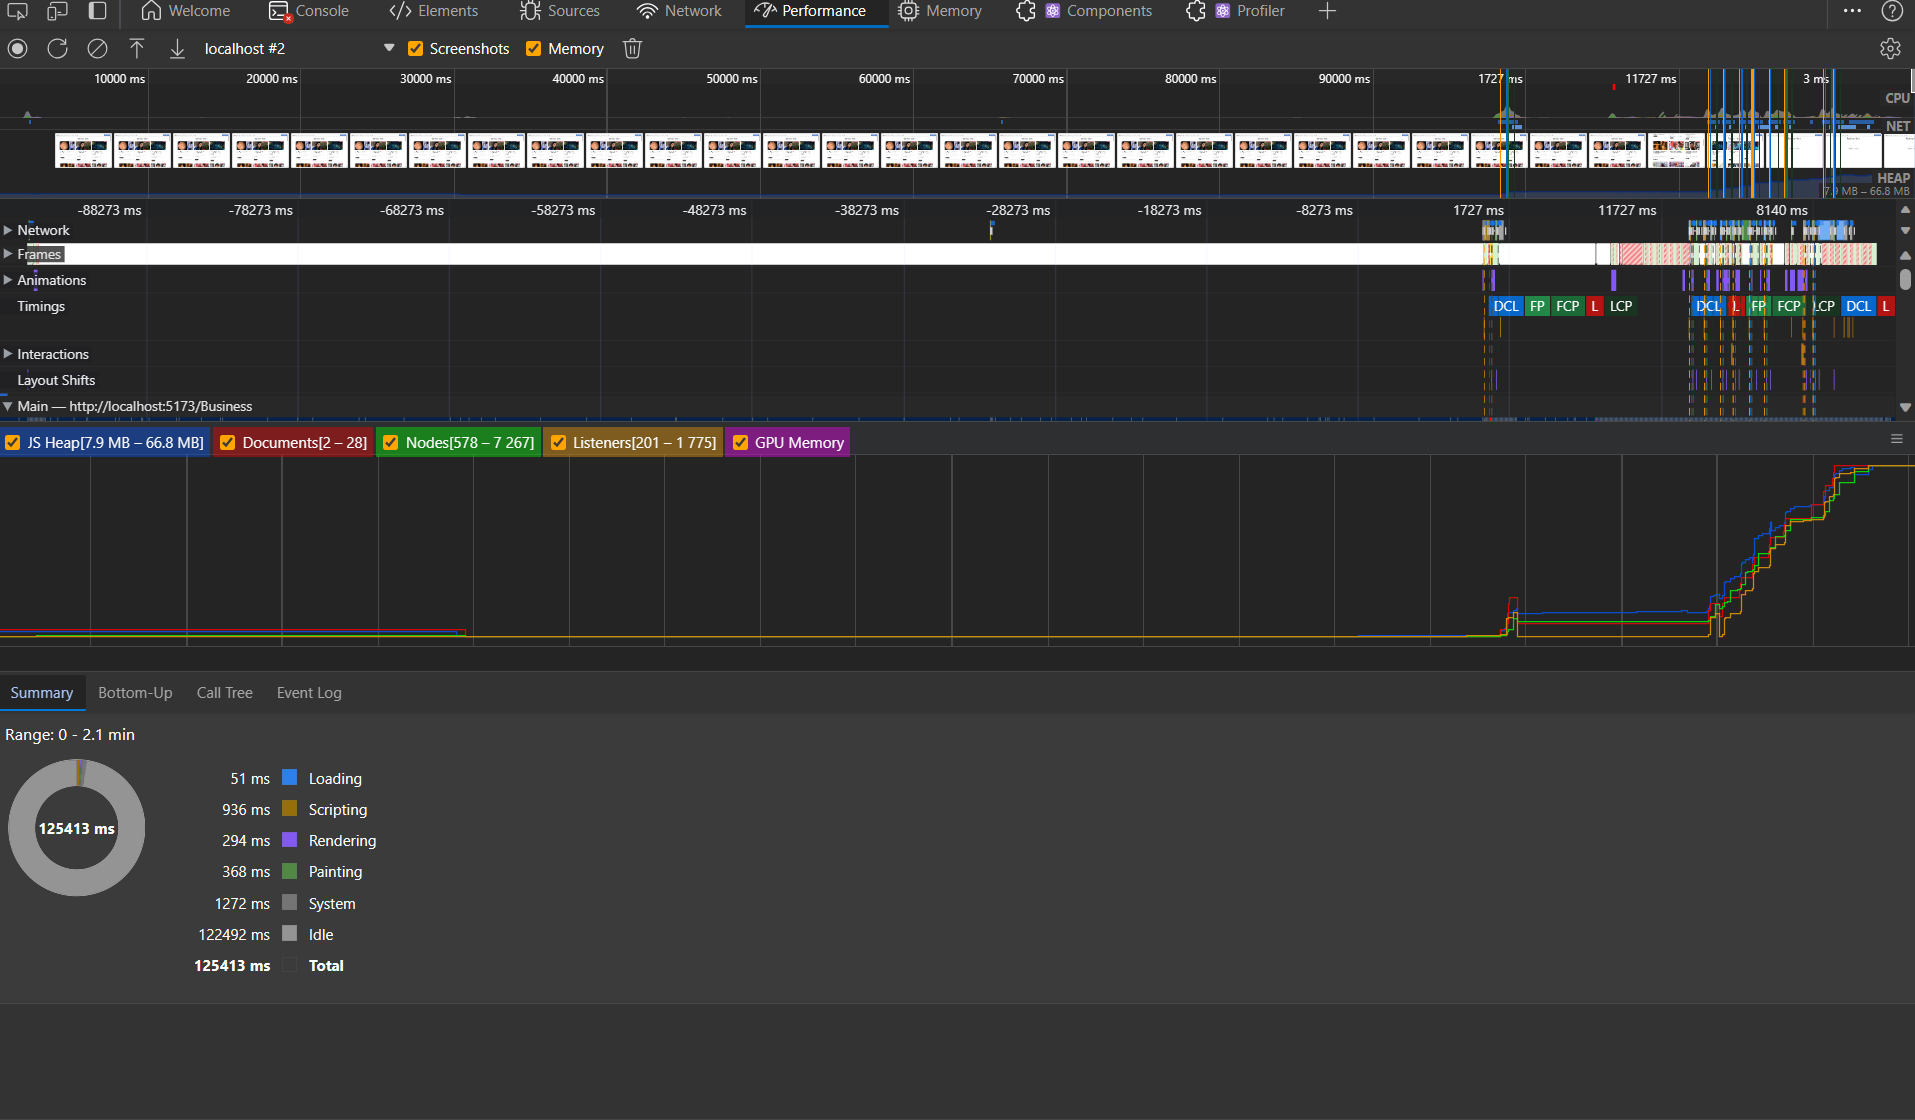 Welcome Console Elements Sources Network Performance Memory Components Profiler
localhost #2 Screenshots Memory
10000 ms 20000 ms 30000 ms 40000 ms 50000 ms 60000 ms 70000 ms 80000 ms 90000 ms 1727 ms 11727 ms 3 ms
CPU
NET
HEAP
7.9 MB – 66.8 MB
-88273 ms -78273 ms -68273 ms -58273 ms -48273 ms -38273 ms -28273 ms -18273 ms -8273 ms 1727 ms 11727 ms 8140 ms
Network
Frames
Animations
Timings DCL FP FCP L LCP DCL L FP FCP LCP DCL L
Interactions
Layout Shifts
Main — http://localhost:5173/Business
JS Heap[7.9 MB – 66.8 MB] Documents[2 – 28] Nodes[578 – 7 267] Listeners[201 – 1 775] GPU Memory
Summary Bottom-Up Call Tree Event Log
Range: 0 - 2.1 min
125413 ms
51 ms Loading
936 ms Scripting
294 ms Rendering
368 ms Painting
1272 ms System
122492 ms Idle
125413 ms Total